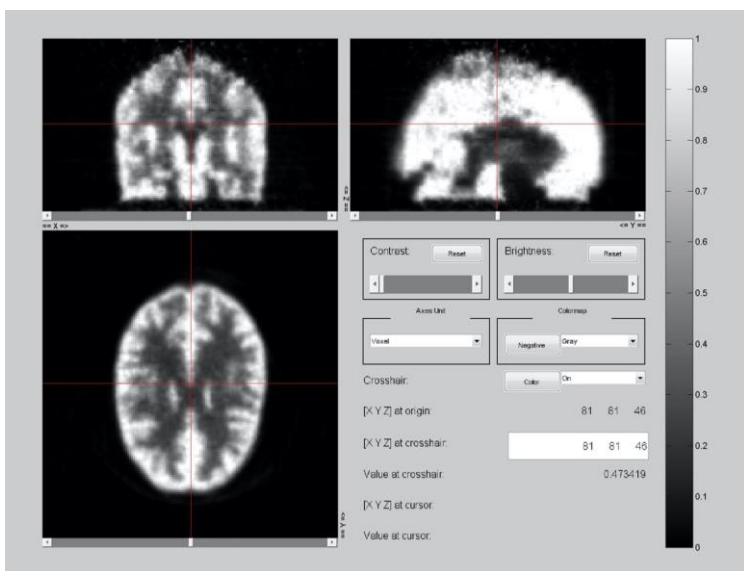 1
0.9
0.8
0.7
0.6
0.5
0.4
0.3
0.2
0.1
0
== X =>
<= Y ==
Contrast: Reset
Brightness: Reset
Axes Unit
Voxel
Colormap
Negative Gray
Crosshair: Color On
[X Y Z] at origin: 81 81 46
[X Y Z] at crosshair: 81 81 46
Value at crosshair: 0.473419
[X Y Z] at cursor:
Value at cursor:
== Y =>